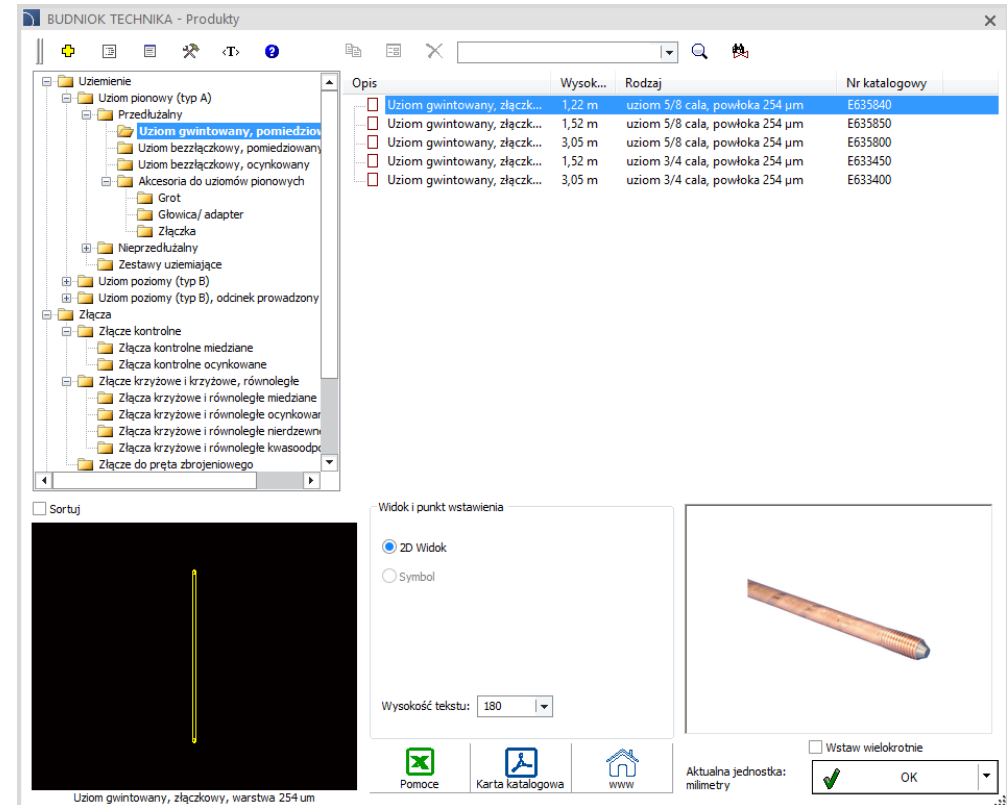 BUDNIOK TECHNIKA - Produkty
Uziemienie
Uziom pionowy (typ A)
Przedłużalny
Uziom gwintowany, pomiedziov
Uziom bezzłączkowy, pomiedziowany
Uziom bezzłączkowy, ocynkowany
Akcesoria do uziomów pionowych
Grot
Głowica/ adapter
Złączka
Nieprzedłużalny
Zestawy uziemiające
Uziom poziomy (typ B)
Uziom poziomy (typ B), odcinek prowadzony
Złącza
Złącze kontrolne
Złącza kontrolne miedziane
Złącza kontrolne ocynkowane
Złącze krzyżowe i krzyżowe, równoległe
Złącza krzyżowe i równoległe miedziane
Złącza krzyżowe i równoległe ocynkowar
Złącza krzyżowe i równoległe nierdzewn
Złącza krzyżowe i równoległe kwasoodpo
Złącze do pręta zbrojeniowego
Opis Wysok... Rodzaj Nr katalogowy
Uziom gwintowany, złączk... 1,22 m uziom 5/8 cala, powłoka 254 µm E635840
Uziom gwintowany, złączk... 1,52 m uziom 5/8 cala, powłoka 254 µm E635850
Uziom gwintowany, złączk... 3,05 m uziom 5/8 cala, powłoka 254 µm E635800
Uziom gwintowany, złączk... 1,52 m uziom 3/4 cala, powłoka 254 µm E633450
Uziom gwintowany, złączk... 3,05 m uziom 3/4 cala, powłoka 254 µm E633400
Sortuj
Uziom gwintowany, złączkowy, warstwa 254 um
Widok i punkt wstawienia
2D Widok
Symbol
Wysokość tekstu: 180
Pomoce Karta katalogowa www
Wstaw wielokrotnie
Aktualna jednostka:
milimetry
OK